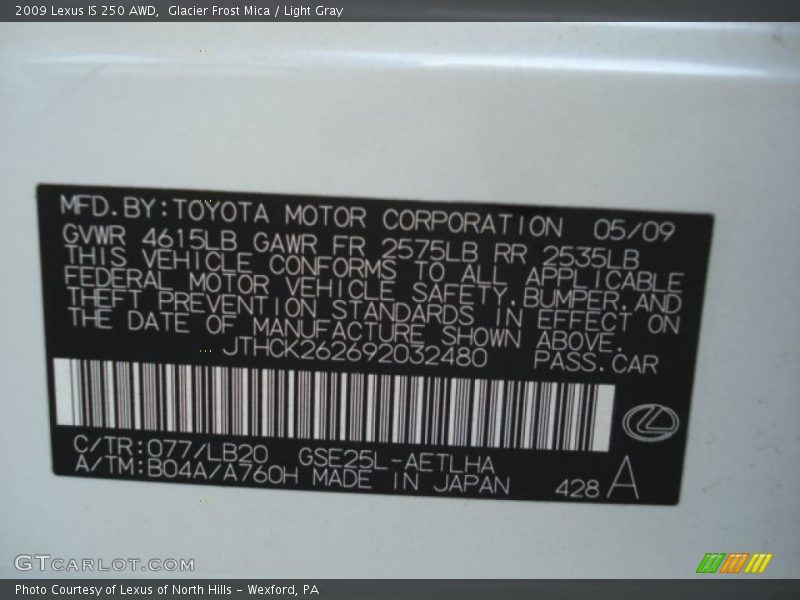 2009 Lexus IS 250 AWD,  Glacier Frost Mica / Light Gray
MFD. BY: TOYOTA MOTOR CORPORATION 05/09
GVWR 4615LB GAWR FR 2575LB RR 2535LB
THIS VEHICLE CONFORMS TO ALL APPLICABLE
FEDERAL MOTOR VEHICLE SAFETY, BUMPER, AND
THEFT PREVENTION STANDARDS IN EFFECT ON
THE DATE OF MANUFACTURE SHOWN ABOVE.
JTHCK262692032480 PASS. CAR
C/TR: 077/LB20 GSE25L-AETLHA
A/TM: B04A/A760H MADE IN JAPAN 428 A
GTCARLOT.COM
Photo Courtesy of Lexus of North Hills - Wexford, PA